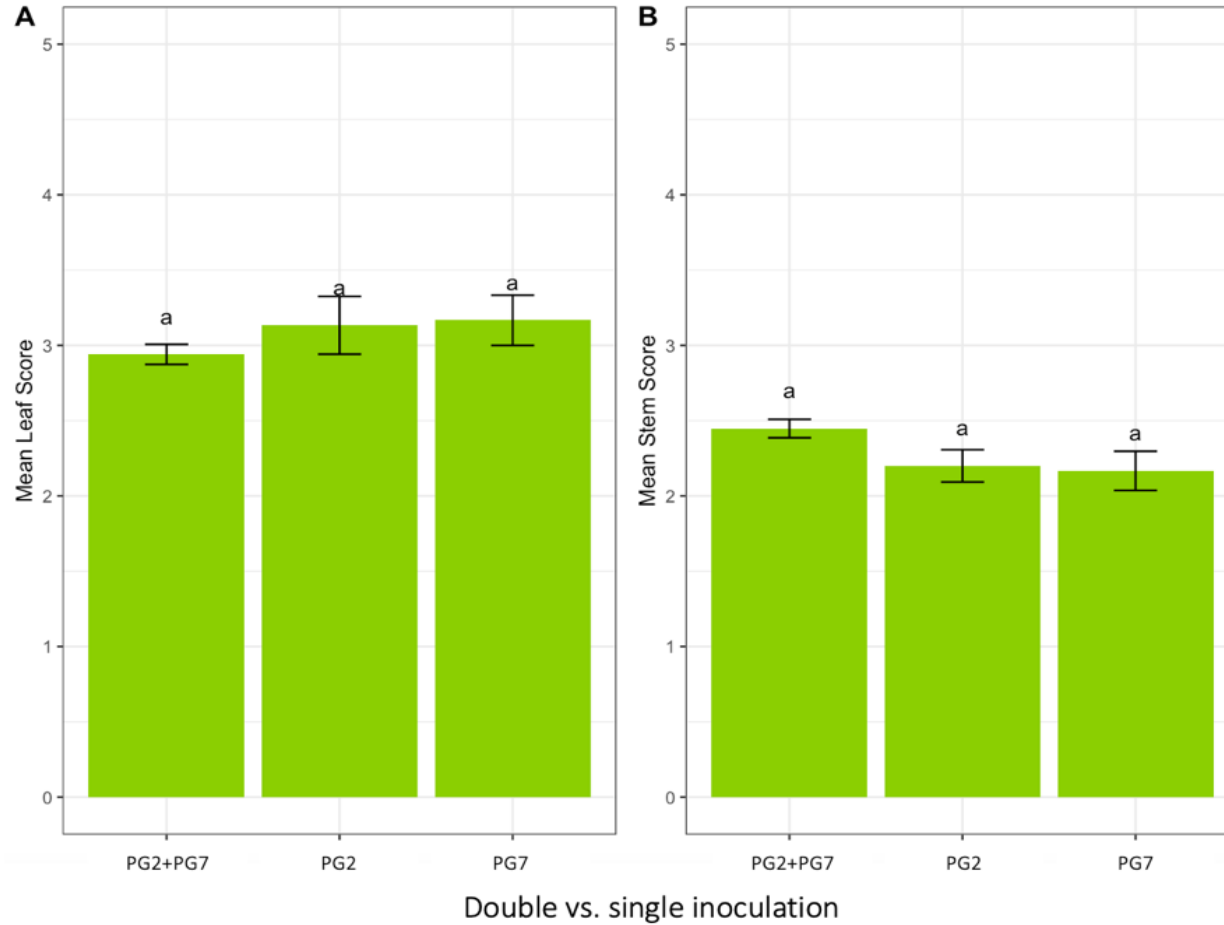 A
Mean Leaf Score
5
4
3
2
1
0
a
a
a
PG2+PG7
PG2
PG7
B
Mean Stem Score
5
4
3
2
1
0
a
a
a
PG2+PG7
PG2
PG7
Double vs. single inoculation